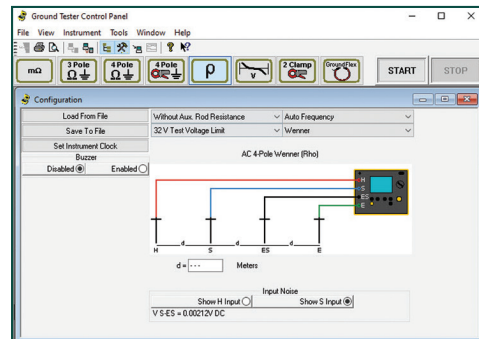 Ground Tester Control Panel
File View Instrument Tools Window Help
mΩ
3 Pole
Ω
4 Pole
Ω
4 Pole
Ω
ρ
V
2 Clamp
Ω
GroundFlex
Ω
START
STOP
Configuration
Load From File
Without Aux. Rod Resistance
Auto Frequency
Save To File
32 V Test Voltage Limit
Wenner
Set Instrument Clock
Buzzer
Disabled Enabled
AC 4-Pole Wenner (Rho)
H
S
ES
E
d d d
H S ES E
d = --- Meters
Input Noise
Show H Input Show S Input
V S-ES = 0.00212V DC